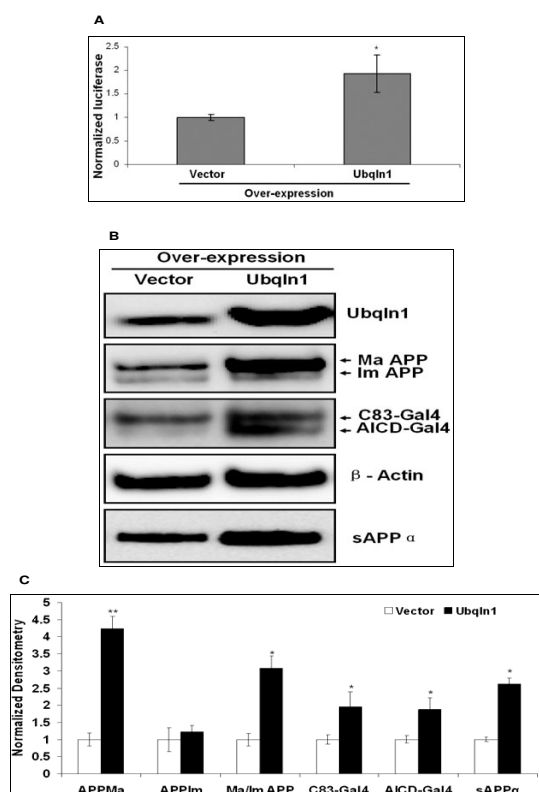 A
Normalized luciferase
2.5
2
1.5
1
0.5
0
*
Vector
Ubqln1
Over-expression
B
Over-expression
Vector Ubqln1
Ubqln1
Ma APP
Im APP
C83-Gal4
AICD-Gal4
β - Actin
sAPP α
C
Normalized Densitometry
5
4.5
4
3.5
3
2.5
2
1.5
1
0.5
0
Vector Ubqln1
** * * * *
APPMa APPIm Ma/Im APP C83-Gal4 AICD-Gal4 sAPPα